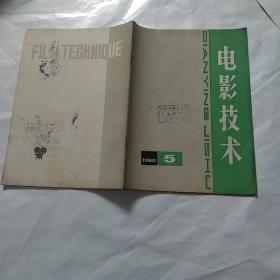 FILM TECHNIQUE
DIANYING JISHU
电影技术
1980 5